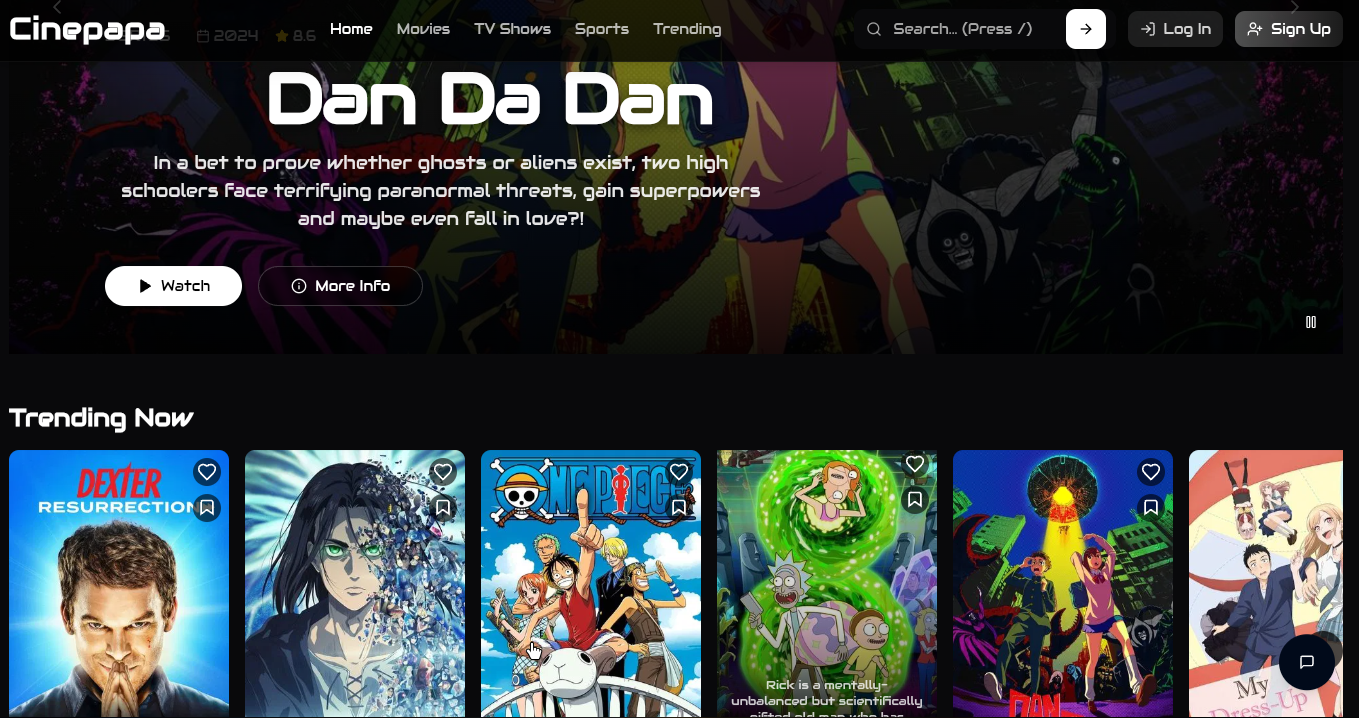 Cinepapa
2024
8.6
Home
Movies
TV Shows
Sports
Trending
Search... (Press /)
Log In
Sign Up
Dan Da Dan
In a bet to prove whether ghosts or aliens exist, two high
schoolers face terrifying paranormal threats, gain superpowers
and maybe even fall in love?!
Watch
More Info
Trending Now
DEXTER
RESURRECTION
ONE PIECE
Rick is a mentally-
unbalanced but scientifically
gifted old man who has
DAN
My
Dress-Up